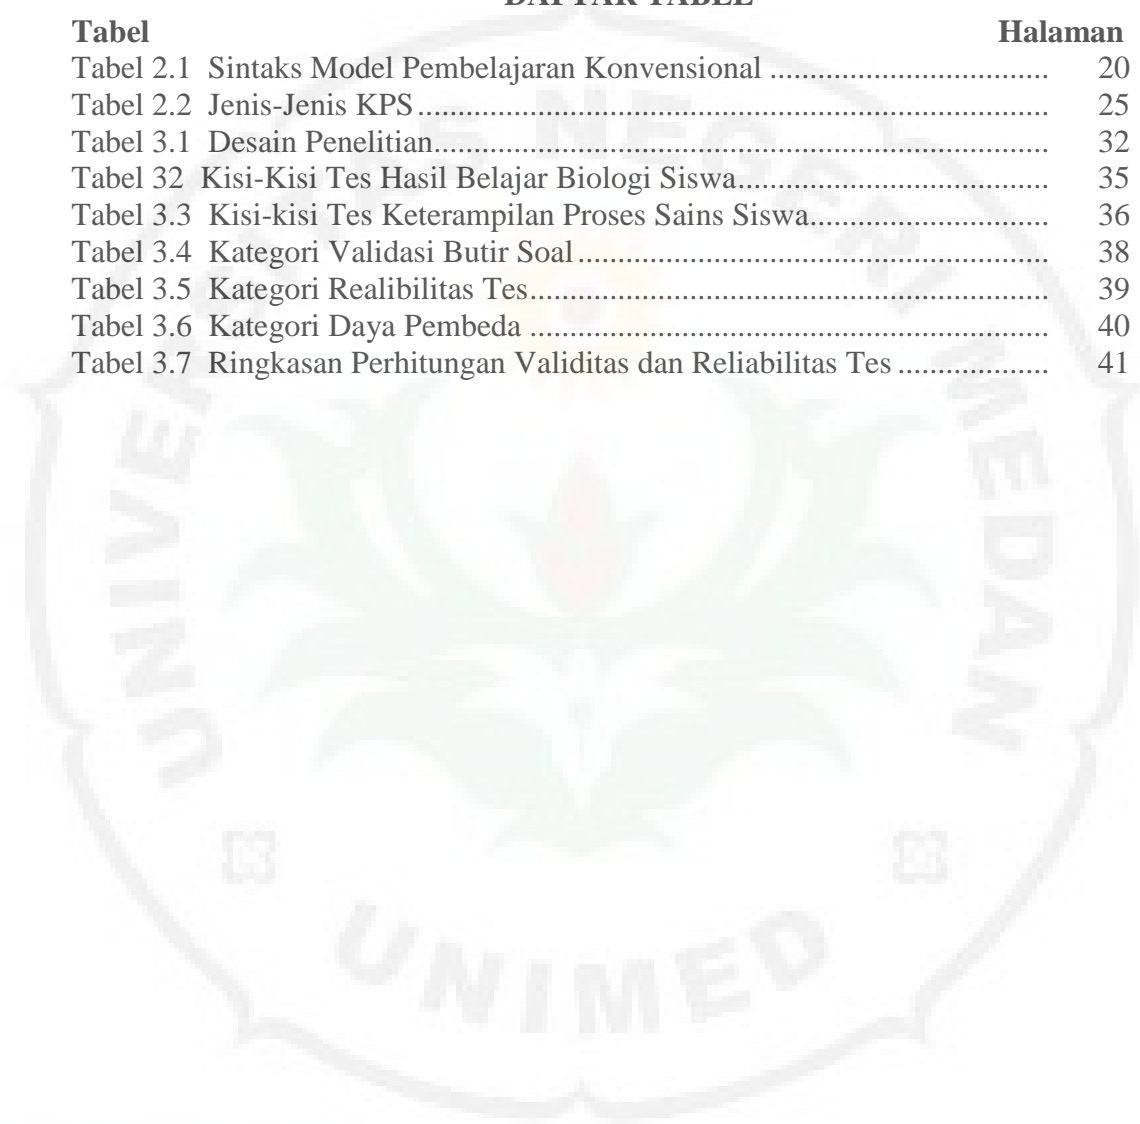 DAFTAR TABEL
Tabel Halaman
Tabel 2.1 Sintaks Model Pembelajaran Konvensional ................................... 20
Tabel 2.2 Jenis-Jenis KPS ............................................................................... 25
Tabel 3.1 Desain Penelitian............................................................................. 32
Tabel 32 Kisi-Kisi Tes Hasil Belajar Biologi Siswa....................................... 35
Tabel 3.3 Kisi-kisi Tes Keterampilan Proses Sains Siswa.............................. 36
Tabel 3.4 Kategori Validasi Butir Soal ........................................................... 38
Tabel 3.5 Kategori Realibilitas Tes................................................................. 39
Tabel 3.6 Kategori Daya Pembeda ................................................................. 40
Tabel 3.7 Ringkasan Perhitungan Validitas dan Reliabilitas Tes ................... 41
UNIVERSITAS NEGERI MEDAN
UNIMED